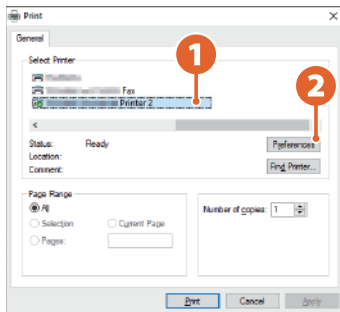 Print
General
Select Printer
1
Fax
Printer 2
2
Status: Ready
Preferences
Location:
Comment:
Find Printer...
Page Range
All
Selection
Current Page
Pages:
Number of copies: 1
Print
Cancel
Apply